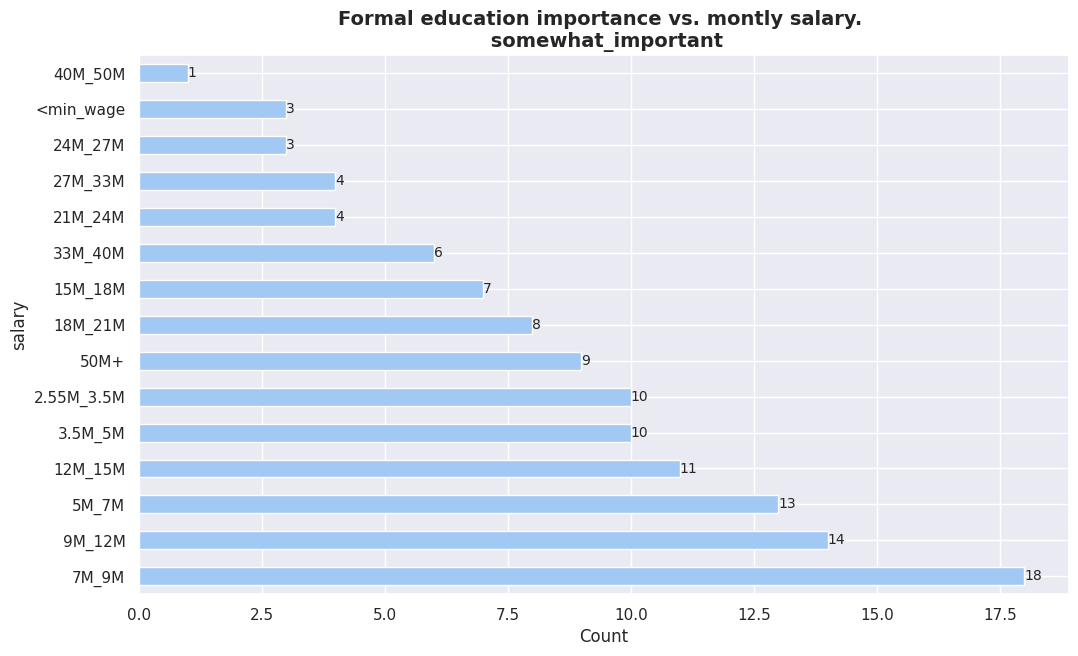 Formal education importance vs. montly salary.
somewhat_important
40M_50M 1
<min_wage 3
24M_27M 3
27M_33M 4
21M_24M 4
33M_40M 6
15M_18M 7
18M_21M 8
50M+ 9
2.55M_3.5M 10
3.5M_5M 10
12M_15M 11
5M_7M 13
9M_12M 14
7M_9M 18
salary
0.0 2.5 5.0 7.5 10.0 12.5 15.0 17.5
Count